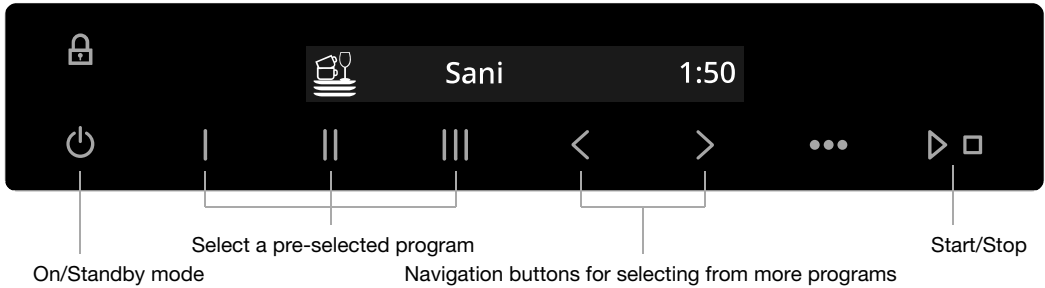 Sani 1:50
Select a pre-selected program
Start/Stop
On/Standby mode
Navigation buttons for selecting from more programs